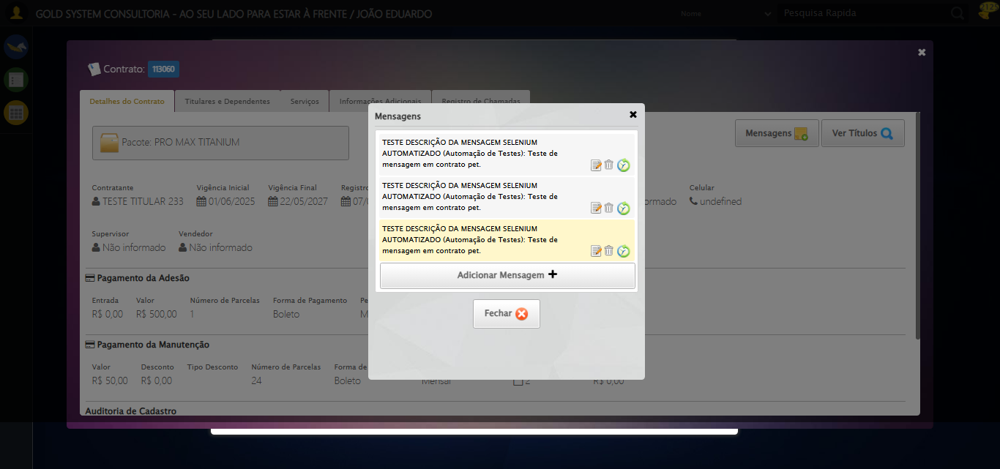 GOLD SYSTEM CONSULTORIA - AO SEU LADO PARA ESTAR À FRENTE / JOÃO EDUARDO
Nome
Pesquisa Rapida
Contrato: 113060
Detalhes do Contrato
Titulares e Dependentes
Serviços
Informações Adicionais
Registro de Chamadas
Pacote: PRO MAX TITANIUM
Mensagens
Ver Títulos
Contratante
Vigência Inicial
Vigência Final
Registro
Celular
TESTE TITULAR 233
01/06/2025
22/05/2027
07/0
undefined
Supervisor
Vendedor
Não informado
Não informado
Pagamento da Adesão
Entrada
Valor
Número de Parcelas
Forma de Pagamento
Pe
R$ 0,00
R$ 500,00
1
Boleto
M
Pagamento da Manutenção
Valor
Desconto
Tipo Desconto
Número de Parcelas
Forma de
R$ 50,00
R$ 0,00
24
Boleto
Mensal
2
R$ 0,00
Auditoria de Cadastro
Mensagens
TESTE DESCRIÇÃO DA MENSAGEM SELENIUM
AUTOMATIZADO (Automação de Testes): Teste de
mensagem em contrato pet.
TESTE DESCRIÇÃO DA MENSAGEM SELENIUM
AUTOMATIZADO (Automação de Testes): Teste de
mensagem em contrato pet.
TESTE DESCRIÇÃO DA MENSAGEM SELENIUM
AUTOMATIZADO (Automação de Testes): Teste de
mensagem em contrato pet.
Adicionar Mensagem
Fechar